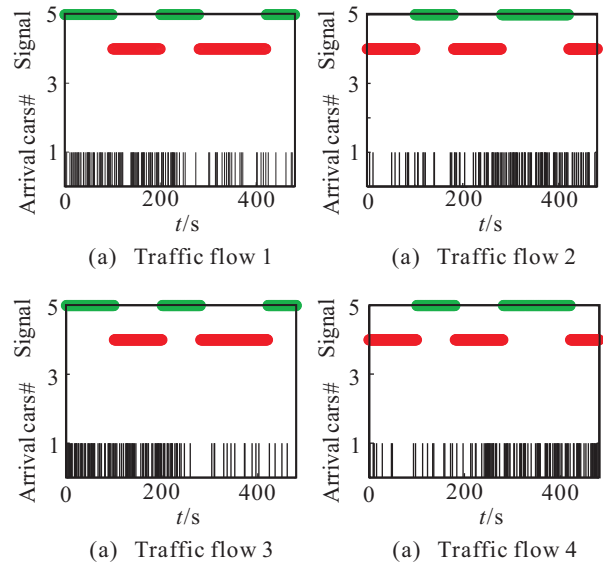 5
Signal
3
Arrival cars#
1
0
200
400
t/s
(a) Traffic flow 1
5
Signal
3
Arrival cars#
1
0
200
400
t/s
(a) Traffic flow 2
5
Signal
3
Arrival cars#
1
0
200
400
t/s
(a) Traffic flow 3
5
Signal
3
Arrival cars#
1
0
200
400
t/s
(a) Traffic flow 4